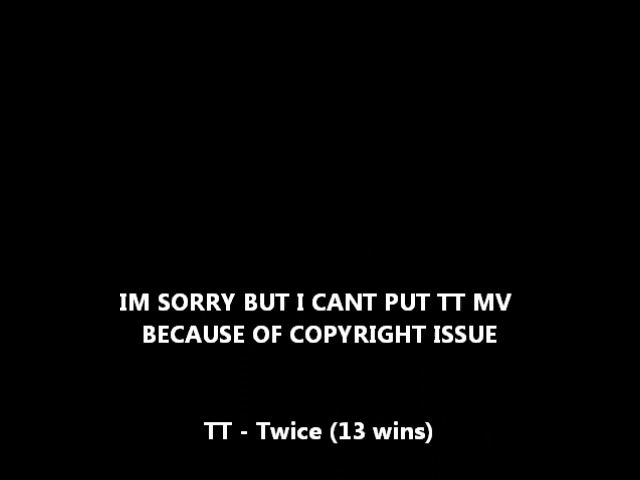 IM SORRY BUT I CANT PUT TT MV
BECAUSE OF COPYRIGHT ISSUE
TT - Twice (13 wins)